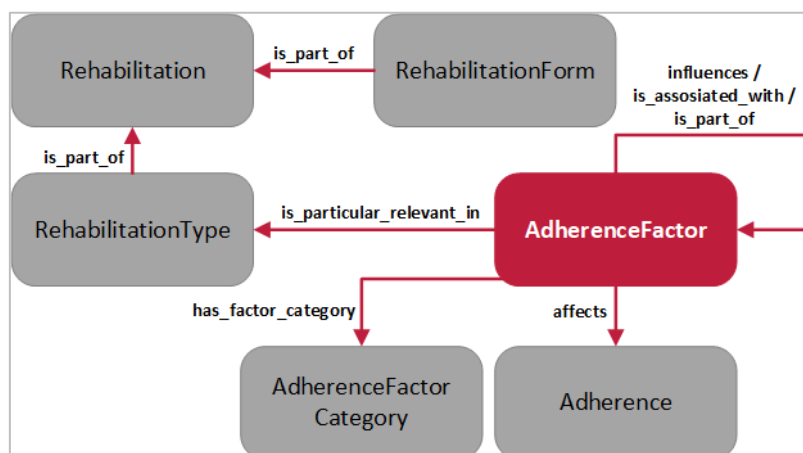 Rehabilitation
is_part_of
RehabilitationForm
influences /
is_assosiated_with /
is_part_of
is_part_of
RehabilitationType
is_particular_relevant_in
AdherenceFactor
has_factor_category
affects
AdherenceFactor
Category
Adherence